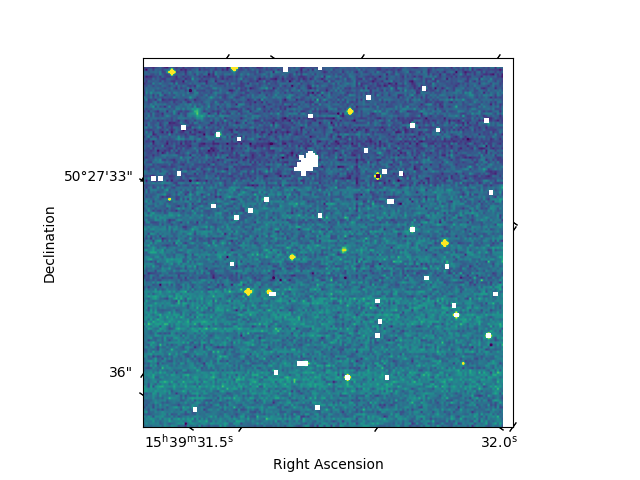 50°27'33"
Declination
36"
15ʰ39ᵐ31.5ˢ 32.0ˢ
Right Ascension